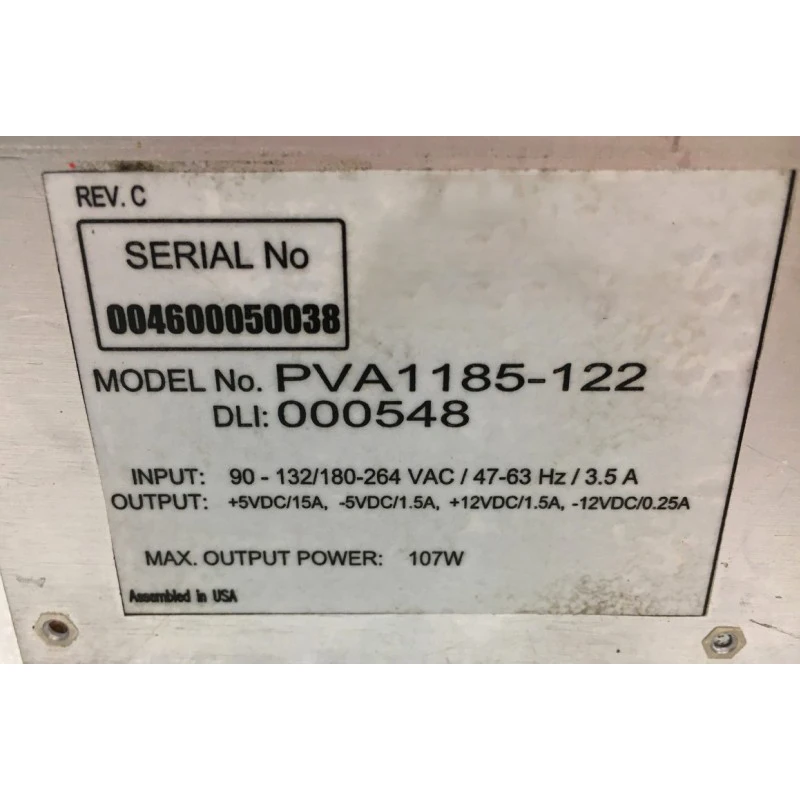 REV. C
SERIAL No
004600050038
MODEL No. PVA1185-122
DLI: 000548
INPUT: 90 - 132/180-264 VAC / 47-63 Hz / 3.5 A
OUTPUT: +5VDC/15A, -5VDC/1.5A, +12VDC/1.5A, -12VDC/0.25A
MAX. OUTPUT POWER: 107W
Assembled in USA